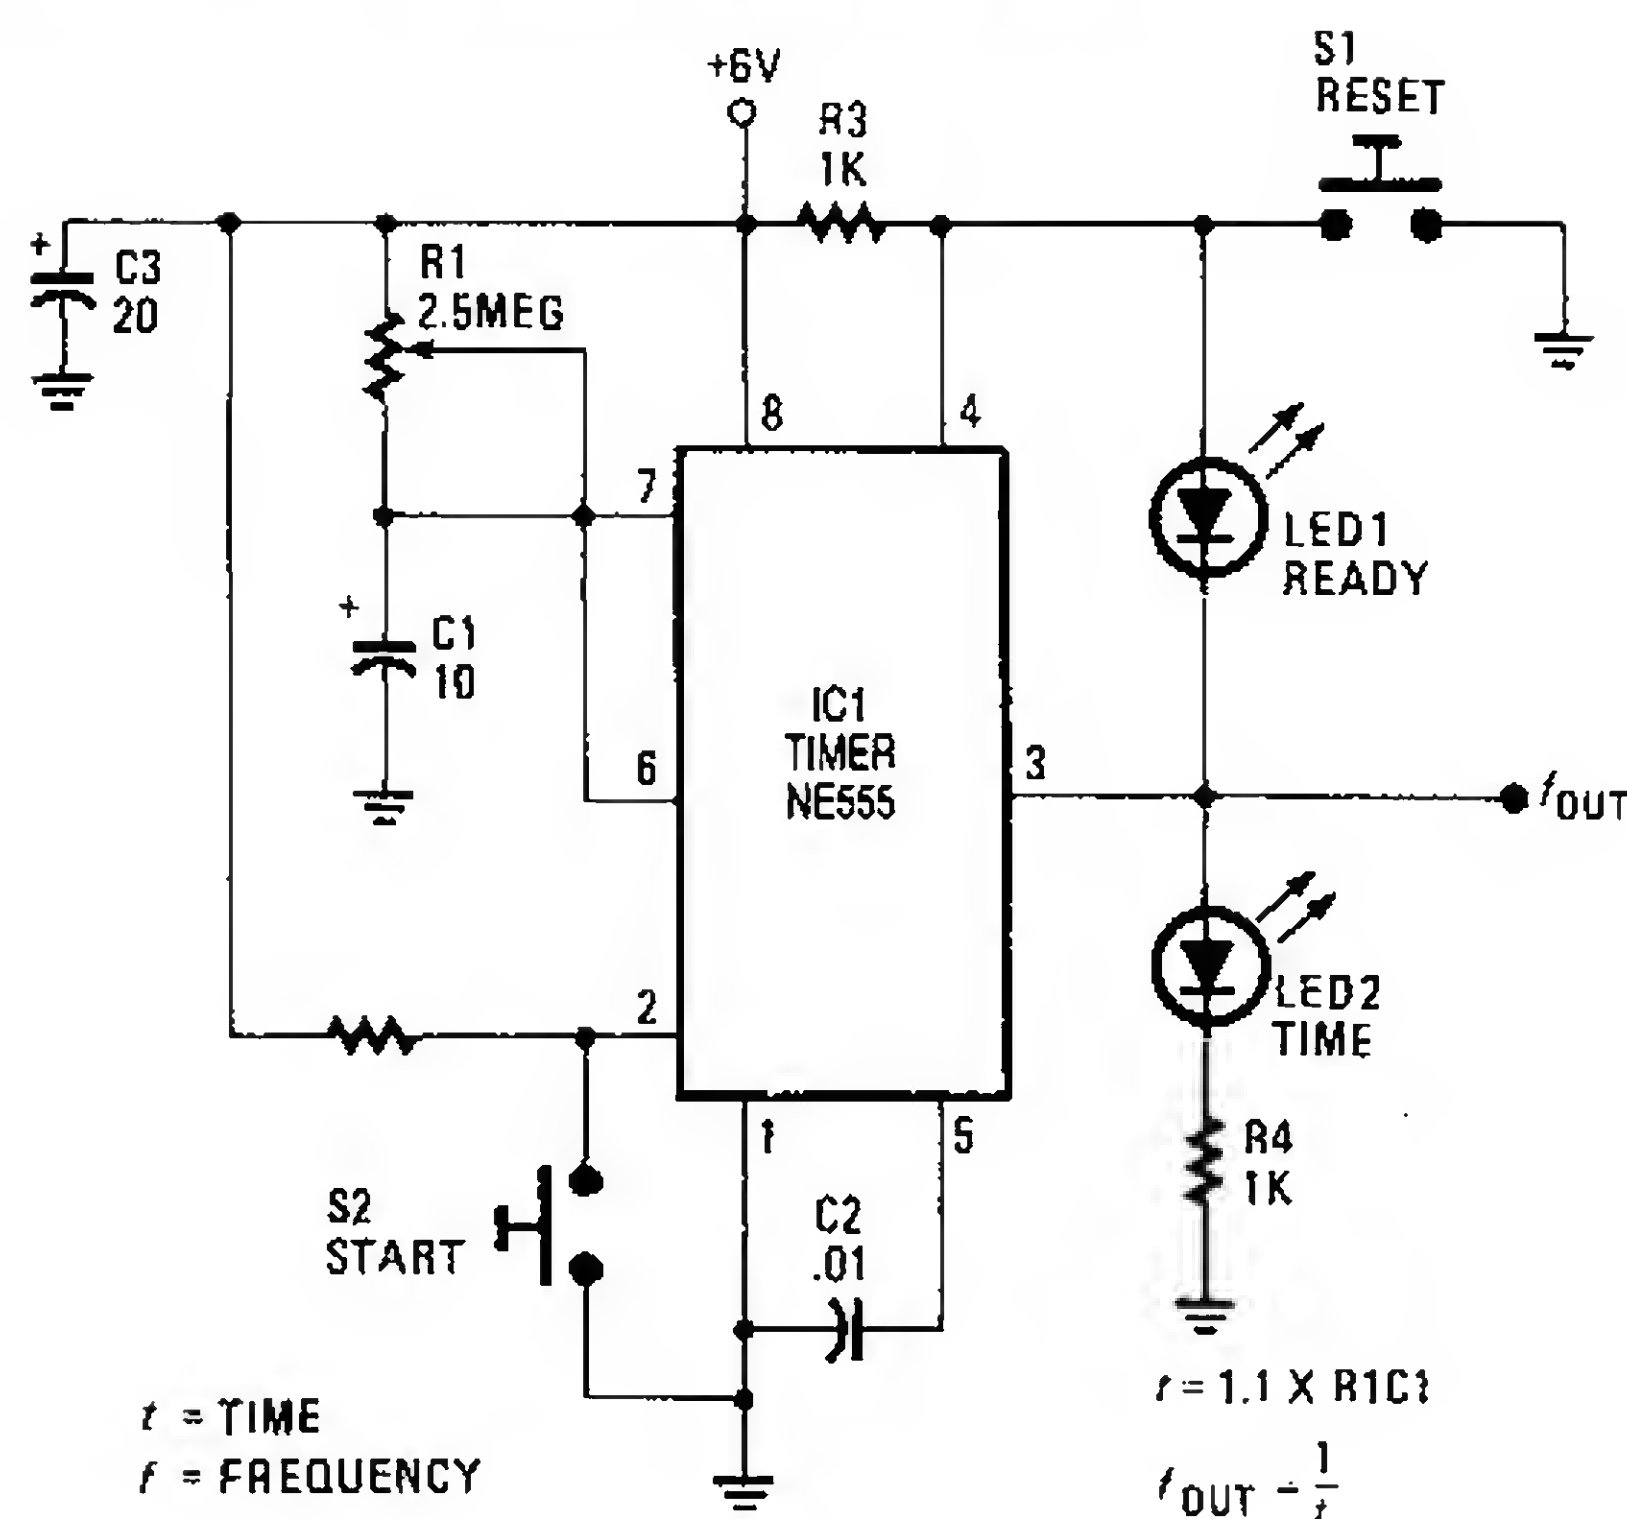 +6V
S1
RESET
R3
1K
+
C3
20
R1
2.5MEG
8
4
7
LED1
READY
+
C1
10
IC1
TIMER
NE555
6
3
fOUT
2
LED2
TIME
1
5
R4
1K
S2
START
C2
.01
t = TIME
f = FREQUENCY
t = 1.1 X R1C1
fOUT = 1/t